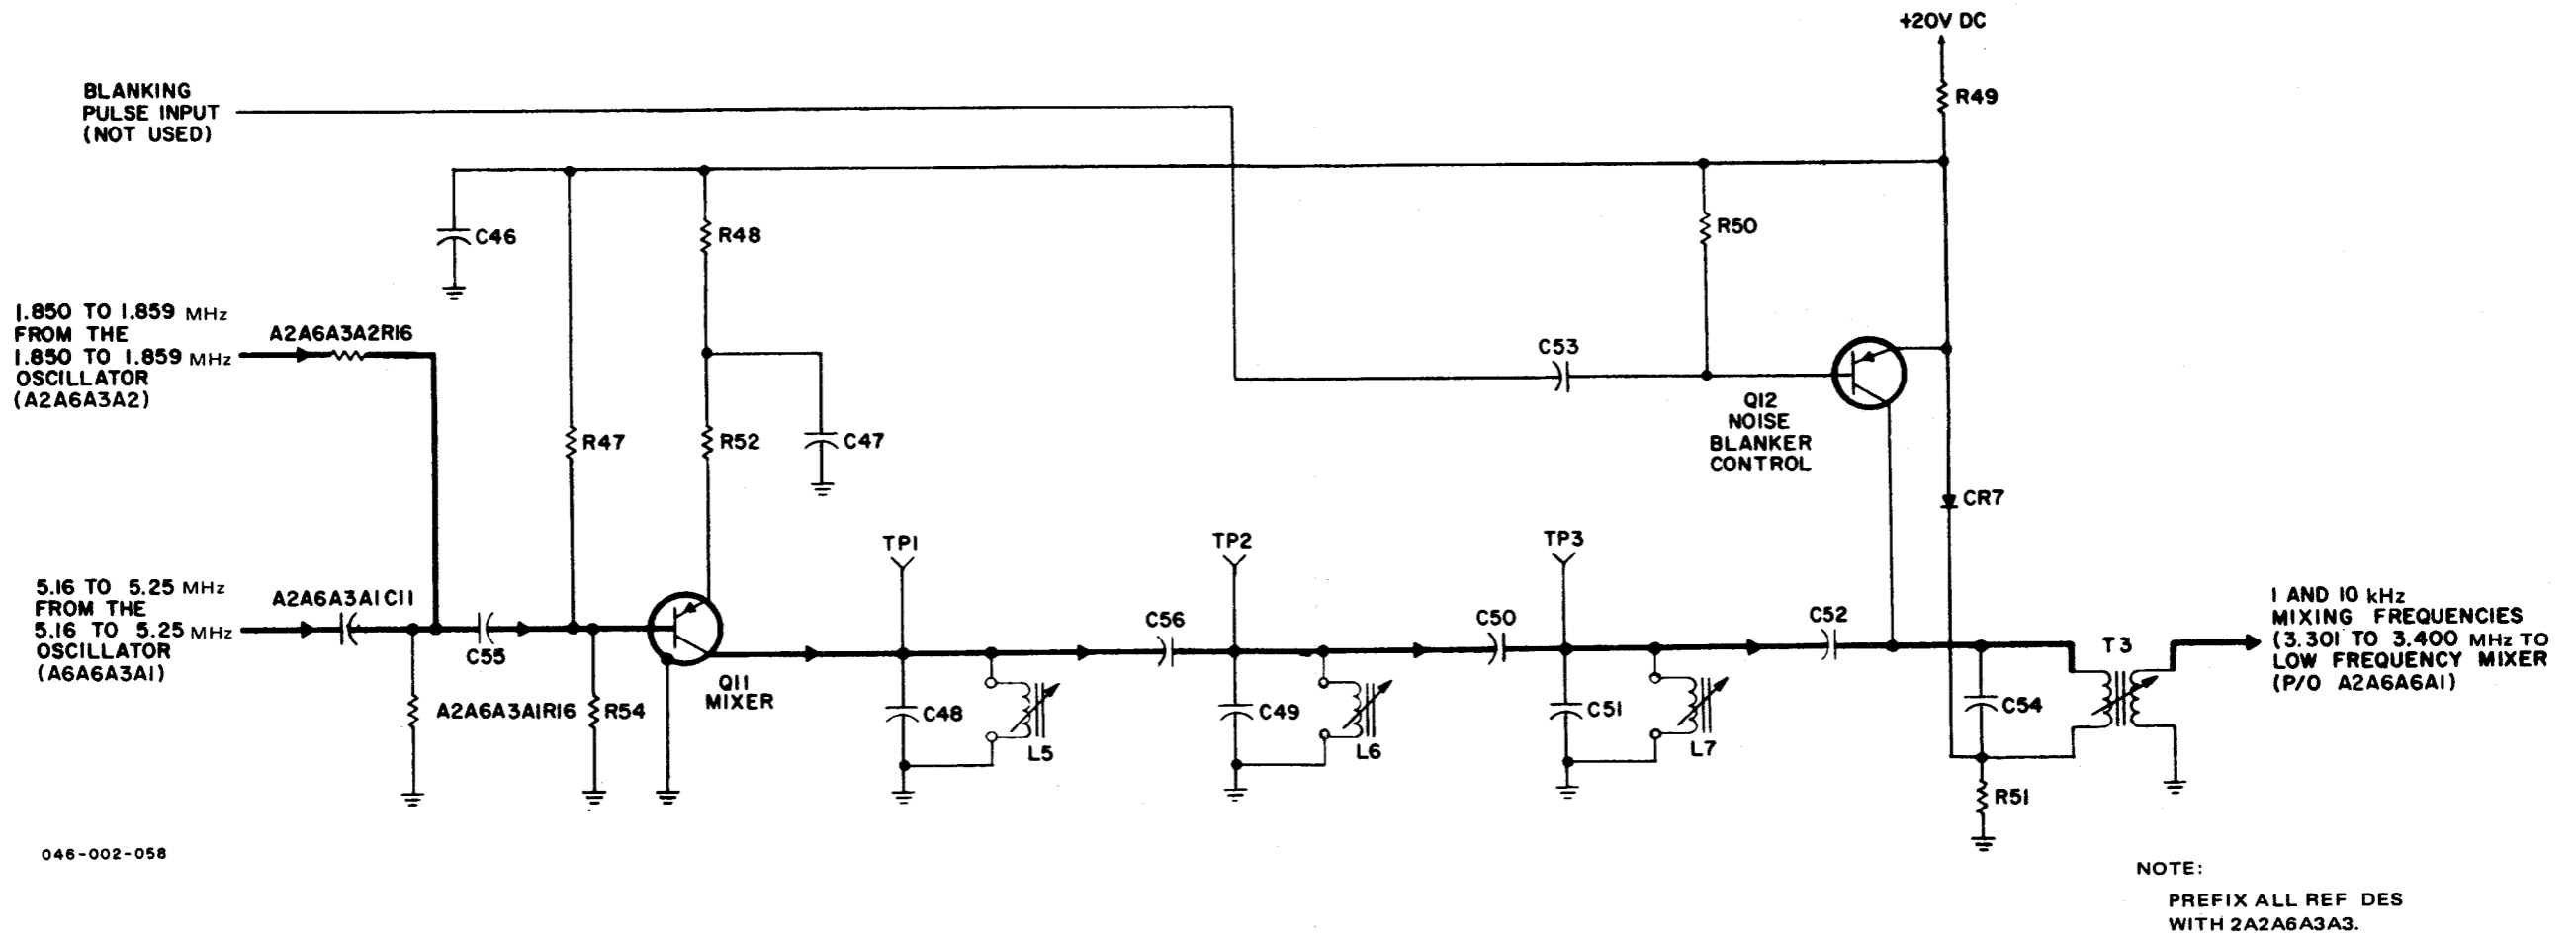 +20V DC
R49
BLANKING
PULSE INPUT
(NOT USED)
C46
R48
R50
1.850 TO 1.859 MHz
FROM THE
1.850 TO 1.859 MHz
OSCILLATOR
(A2A6A3A2)
A2A6A3A2R16
C53
Q12
NOISE
BLANKER
CONTROL
R47
R52
C47
CR7
TP1
TP2
TP3
5.16 TO 5.25 MHz
FROM THE
5.16 TO 5.25 MHz
OSCILLATOR
(A6A6A3A1)
A2A6A3A1C11
C55
C56
C50
C52
T3
1 AND 10 kHz
MIXING FREQUENCIES
(3.301 TO 3.400 MHz TO
LOW FREQUENCY MIXER
(P/O A2A6A6A1)
Q11
MIXER
A2A6A3A1R16
R54
C48
L5
C49
L6
C51
L7
C54
R51
046-002-058
NOTE:
PREFIX ALL REF DES
WITH 2A2A6A3A3.